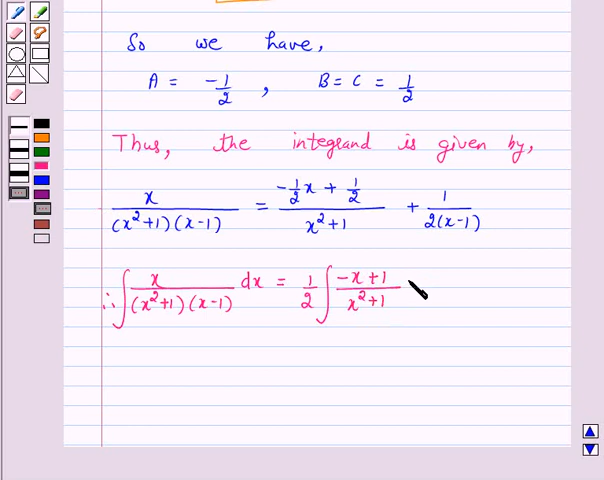 So we have,
A = -1/2 , B = C = 1/2
Thus, the integrand is given by,
x/((x²+1)(x-1)) = (-1/2 x + 1/2)/(x²+1) + 1/(2(x-1))
∴ ∫ x/((x²+1)(x-1)) dx = 1/2 ∫ (-x+1)/(x²+1)